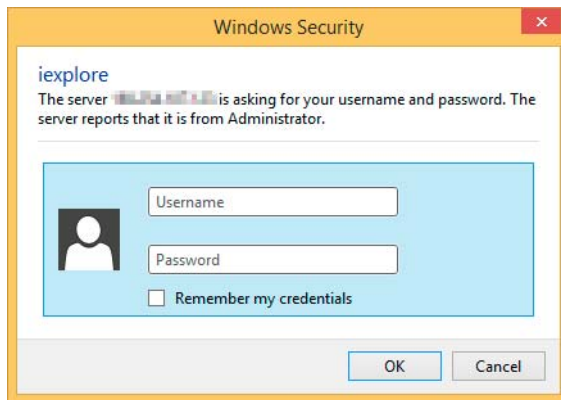 Windows Security
iexplore
The server is asking for your username and password. The
server reports that it is from Administrator.
Username
Password
Remember my credentials
OK Cancel